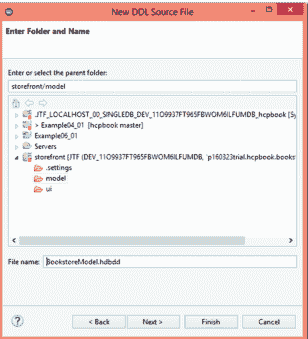 New DDL Source File
Enter Folder and Name
Enter or select the parent folder:
storefront/model
.JTF_LOCALHOST_00_SINGLEDB_DEV_11O9937FT965FBWOM6ILFUMDB_hcpbook [Sy
> Example04_01 [hcpbook master]
Example06_01
Servers
storefront [JTF (DEV_11O9937FT965FBWOM6ILFUMDB, 'p160323trial.hcpbook.books
.settings
model
ui
File name:
BookstoreModel.hdbdd
< Back
Next >
Finish
Cancel